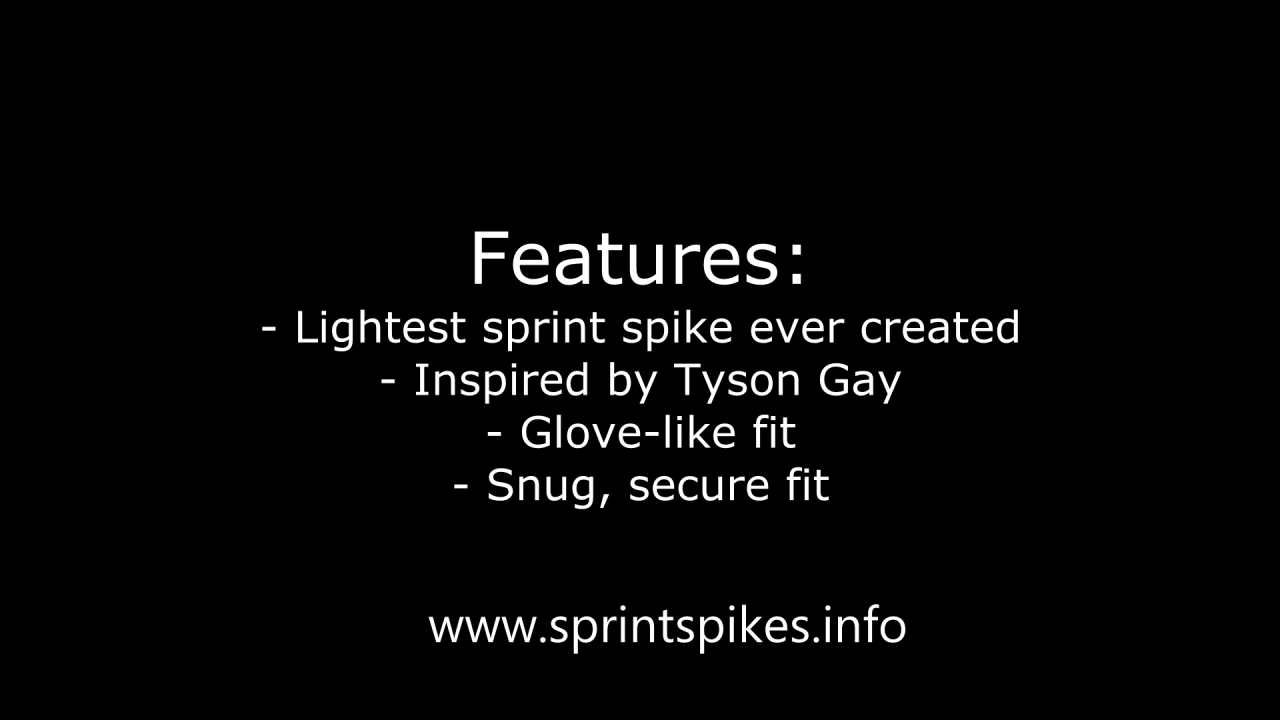 Features:
- Lightest sprint spike ever created
- Inspired by Tyson Gay
- Glove-like fit
- Snug, secure fit
www.sprintspikes.info